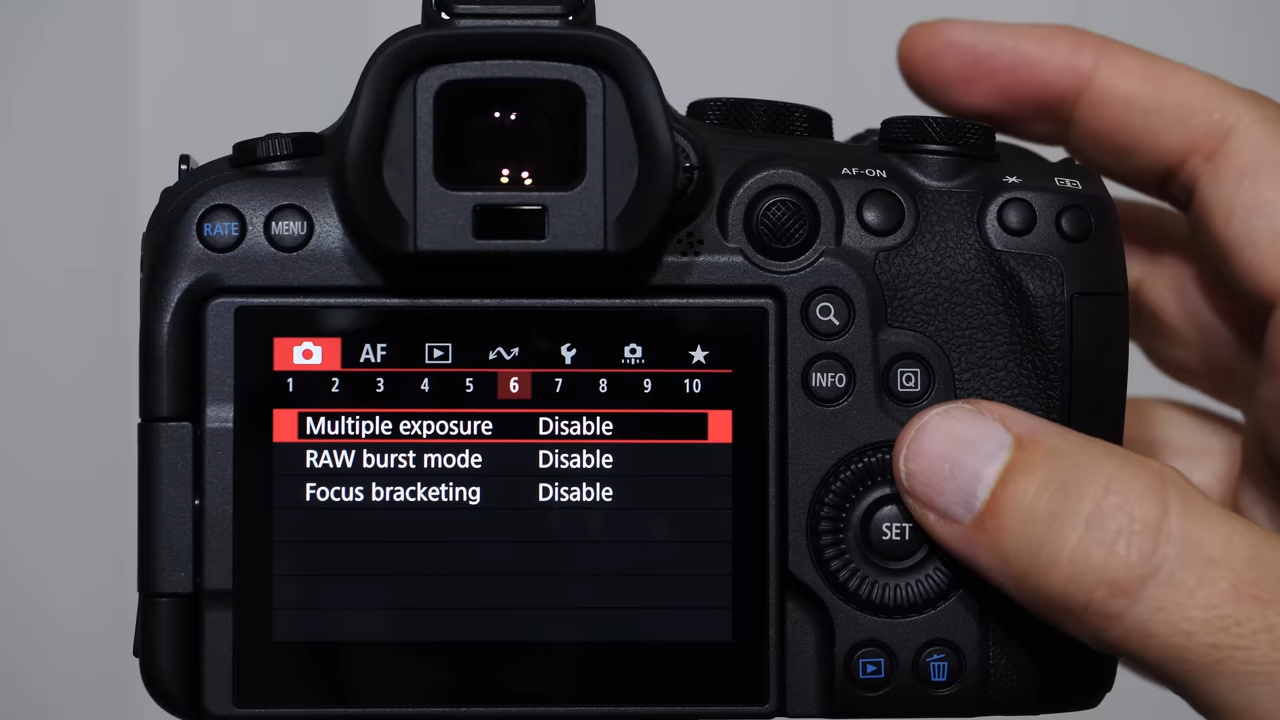 AF-ON
RATE
MENU
INFO
Q
AF
1 2 3 4 5 6 7 8 9 10
Multiple exposure Disable
RAW burst mode Disable
Focus bracketing Disable
SET